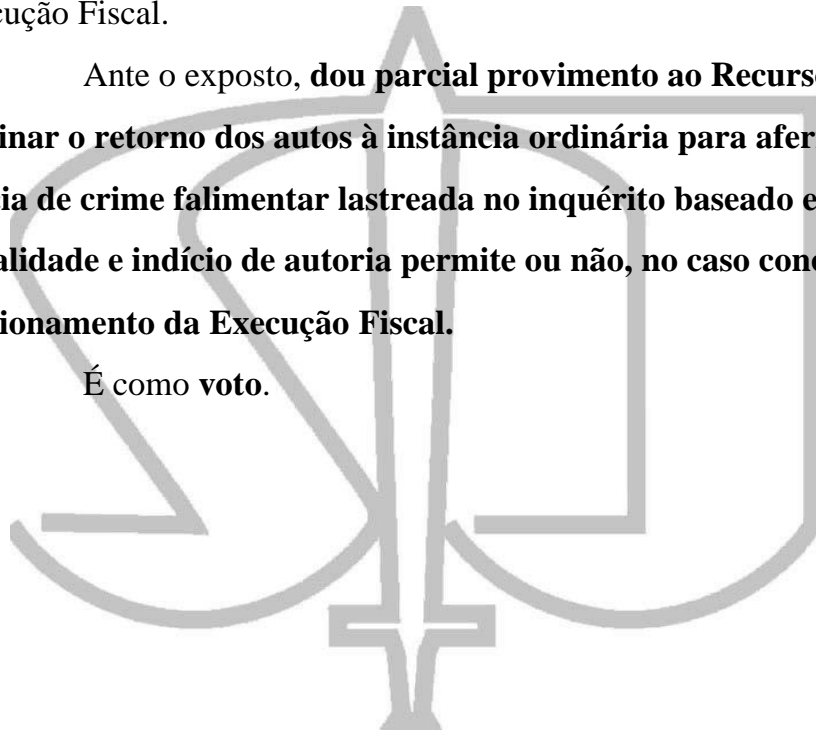 cução Fiscal.
Ante o exposto, dou parcial provimento ao Recurso
inar o retorno dos autos à instância ordinária para afer
cia de crime falimentar lastreada no inquérito baseado e
alidade e indício de autoria permite ou não, no caso conc
ionamento da Execução Fiscal.
É como voto.